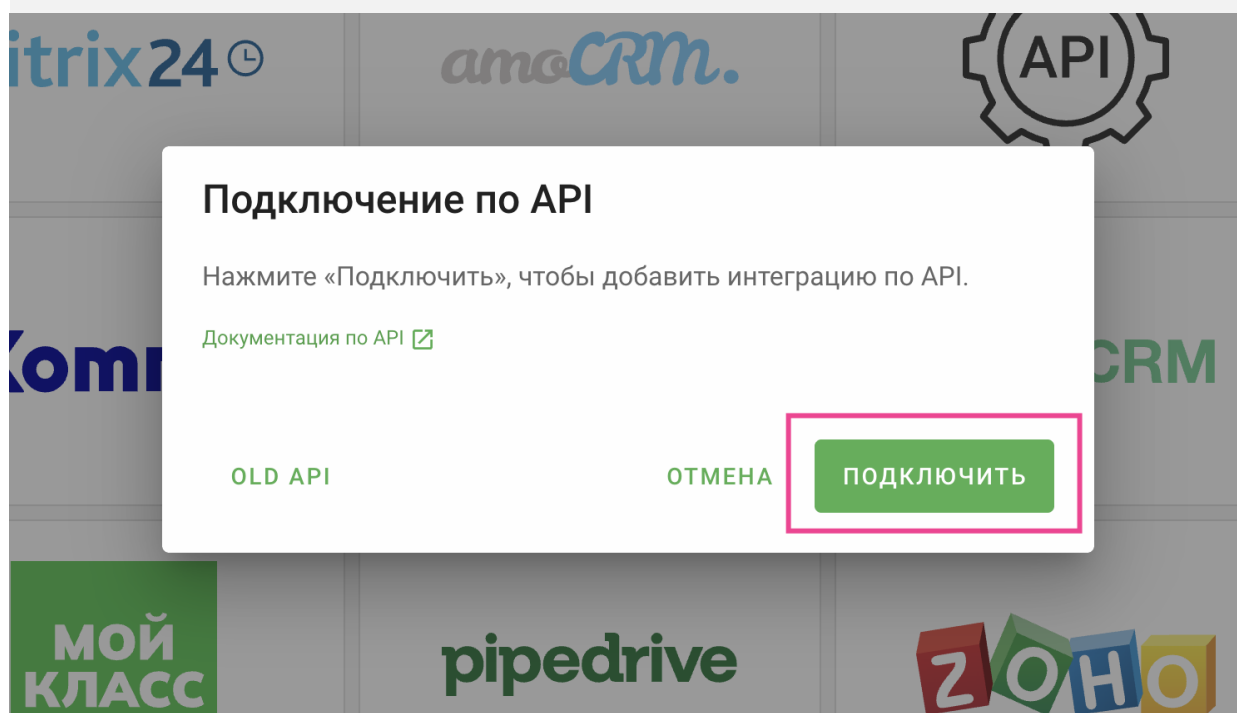 itrix24
amoCRM.
API
Подключение по API
Нажмите «Подключить», чтобы добавить интеграцию по API.
Документация по API
Komm
CRM
OLD API
ОТМЕНА
ПОДКЛЮЧИТЬ
МОЙ
КЛАСС
pipedrive
ZOHO